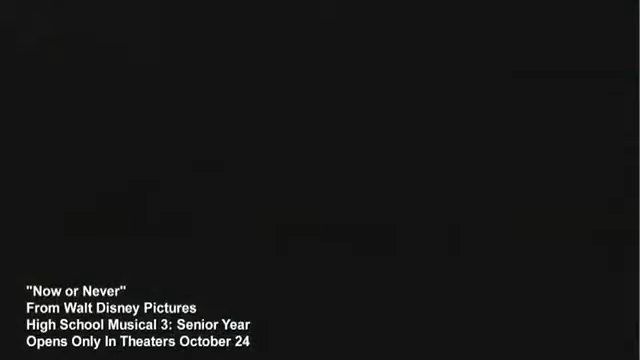 "Now or Never"
From Walt Disney Pictures
High School Musical 3: Senior Year
Opens Only In Theaters October 24